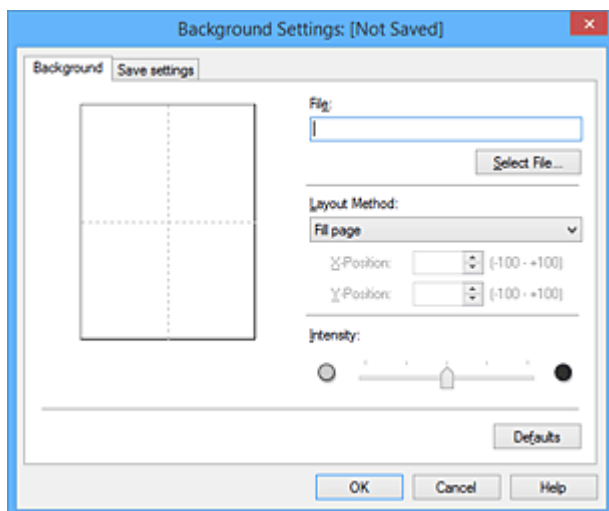 Background Settings: [Not Saved]
Background
Save settings
File:
Select File...
Layout Method:
Fill page
X-Position: (-100 - +100)
Y-Position: (-100 - +100)
Intensity:
Defaults
OK Cancel Help